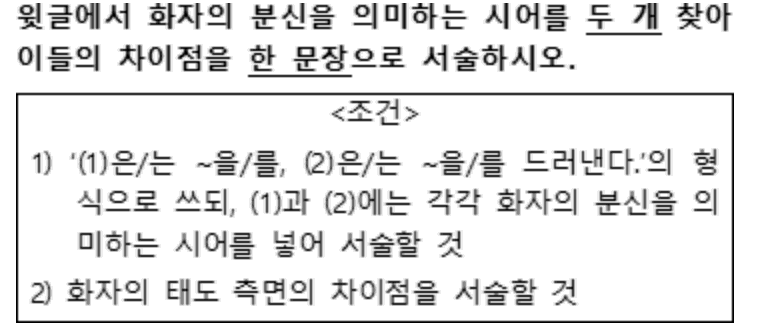 윗글에서 화자의 분신을 의미하는 시어를 두 개 찾아
이들의 차이점을 한 문장으로 서술하시오.
<조건>
1) '(1)은/는 ~을/를, (2)은/는 ~을/를 드러낸다.'의 형
식으로 쓰되, (1)과 (2)에는 각각 화자의 분신을 의
미하는 시어를 넣어 서술할 것
2) 화자의 태도 측면의 차이점을 서술할 것